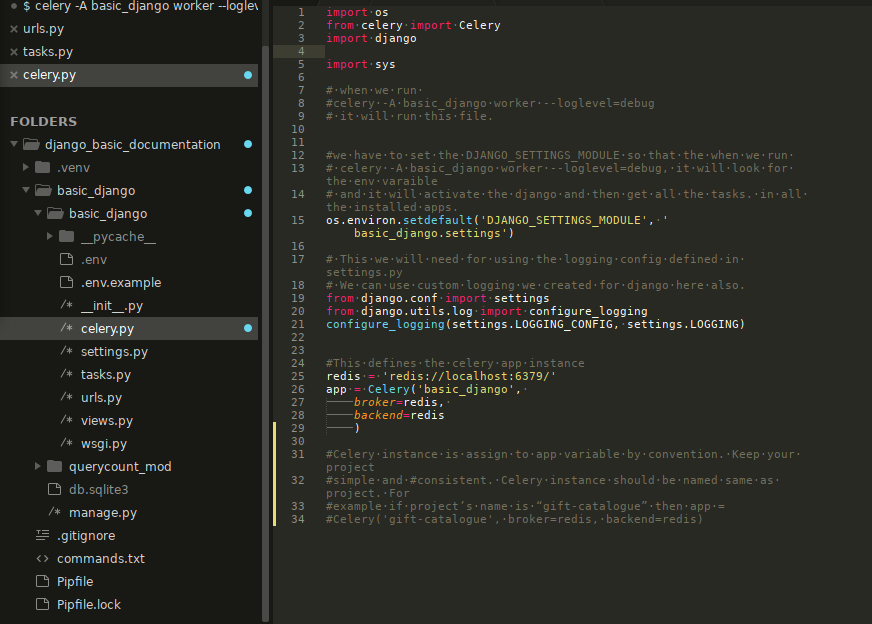 $ celery -A basic_django worker --loglev
urls.py
tasks.py
celery.py
FOLDERS
django_basic_documentation
.venv
basic_django
basic_django
__pycache__
.env
.env.example
/* __init__.py
/* celery.py
/* settings.py
/* tasks.py
/* urls.py
/* views.py
/* wsgi.py
querycount_mod
db.sqlite3
/* manage.py
.gitignore
<> commands.txt
Pipfile
Pipfile.lock
1 import os
2 from celery import Celery
3 import django
4
5 import sys
6
7 # when we run
8 #celery -A basic_django worker --loglevel=debug
9 # it will run this file.
10
11
12 #we have to set the DJANGO_SETTINGS_MODULE so that the when we run
13 # celery -A basic_django worker --loglevel=debug, it will look for
the env varaible
14 # and it will activate the django and then get all the tasks. in all
the installed apps.
15 os.environ.setdefault('DJANGO_SETTINGS_MODULE', '
basic_django.settings')
16
17 # This we will need for using the logging config defined in
settings.py
18 # We can use custom logging we created for django here also.
19 from django.conf import settings
20 from django.utils.log import configure_logging
21 configure_logging(settings.LOGGING_CONFIG, settings.LOGGING)
22
23
24 #This defines the celery app instance
25 redis = 'redis://localhost:6379/'
26 app = Celery('basic_django',
27 broker=redis,
28 backend=redis
29 )
30
31 #Celery instance is assign to app variable by convention. Keep your
project
32 #simple and #consistent. Celery instance should be named same as
project. For
33 #example if project’s name is “gift-catalogue” then app =
34 #Celery('gift-catalogue', broker=redis, backend=redis)